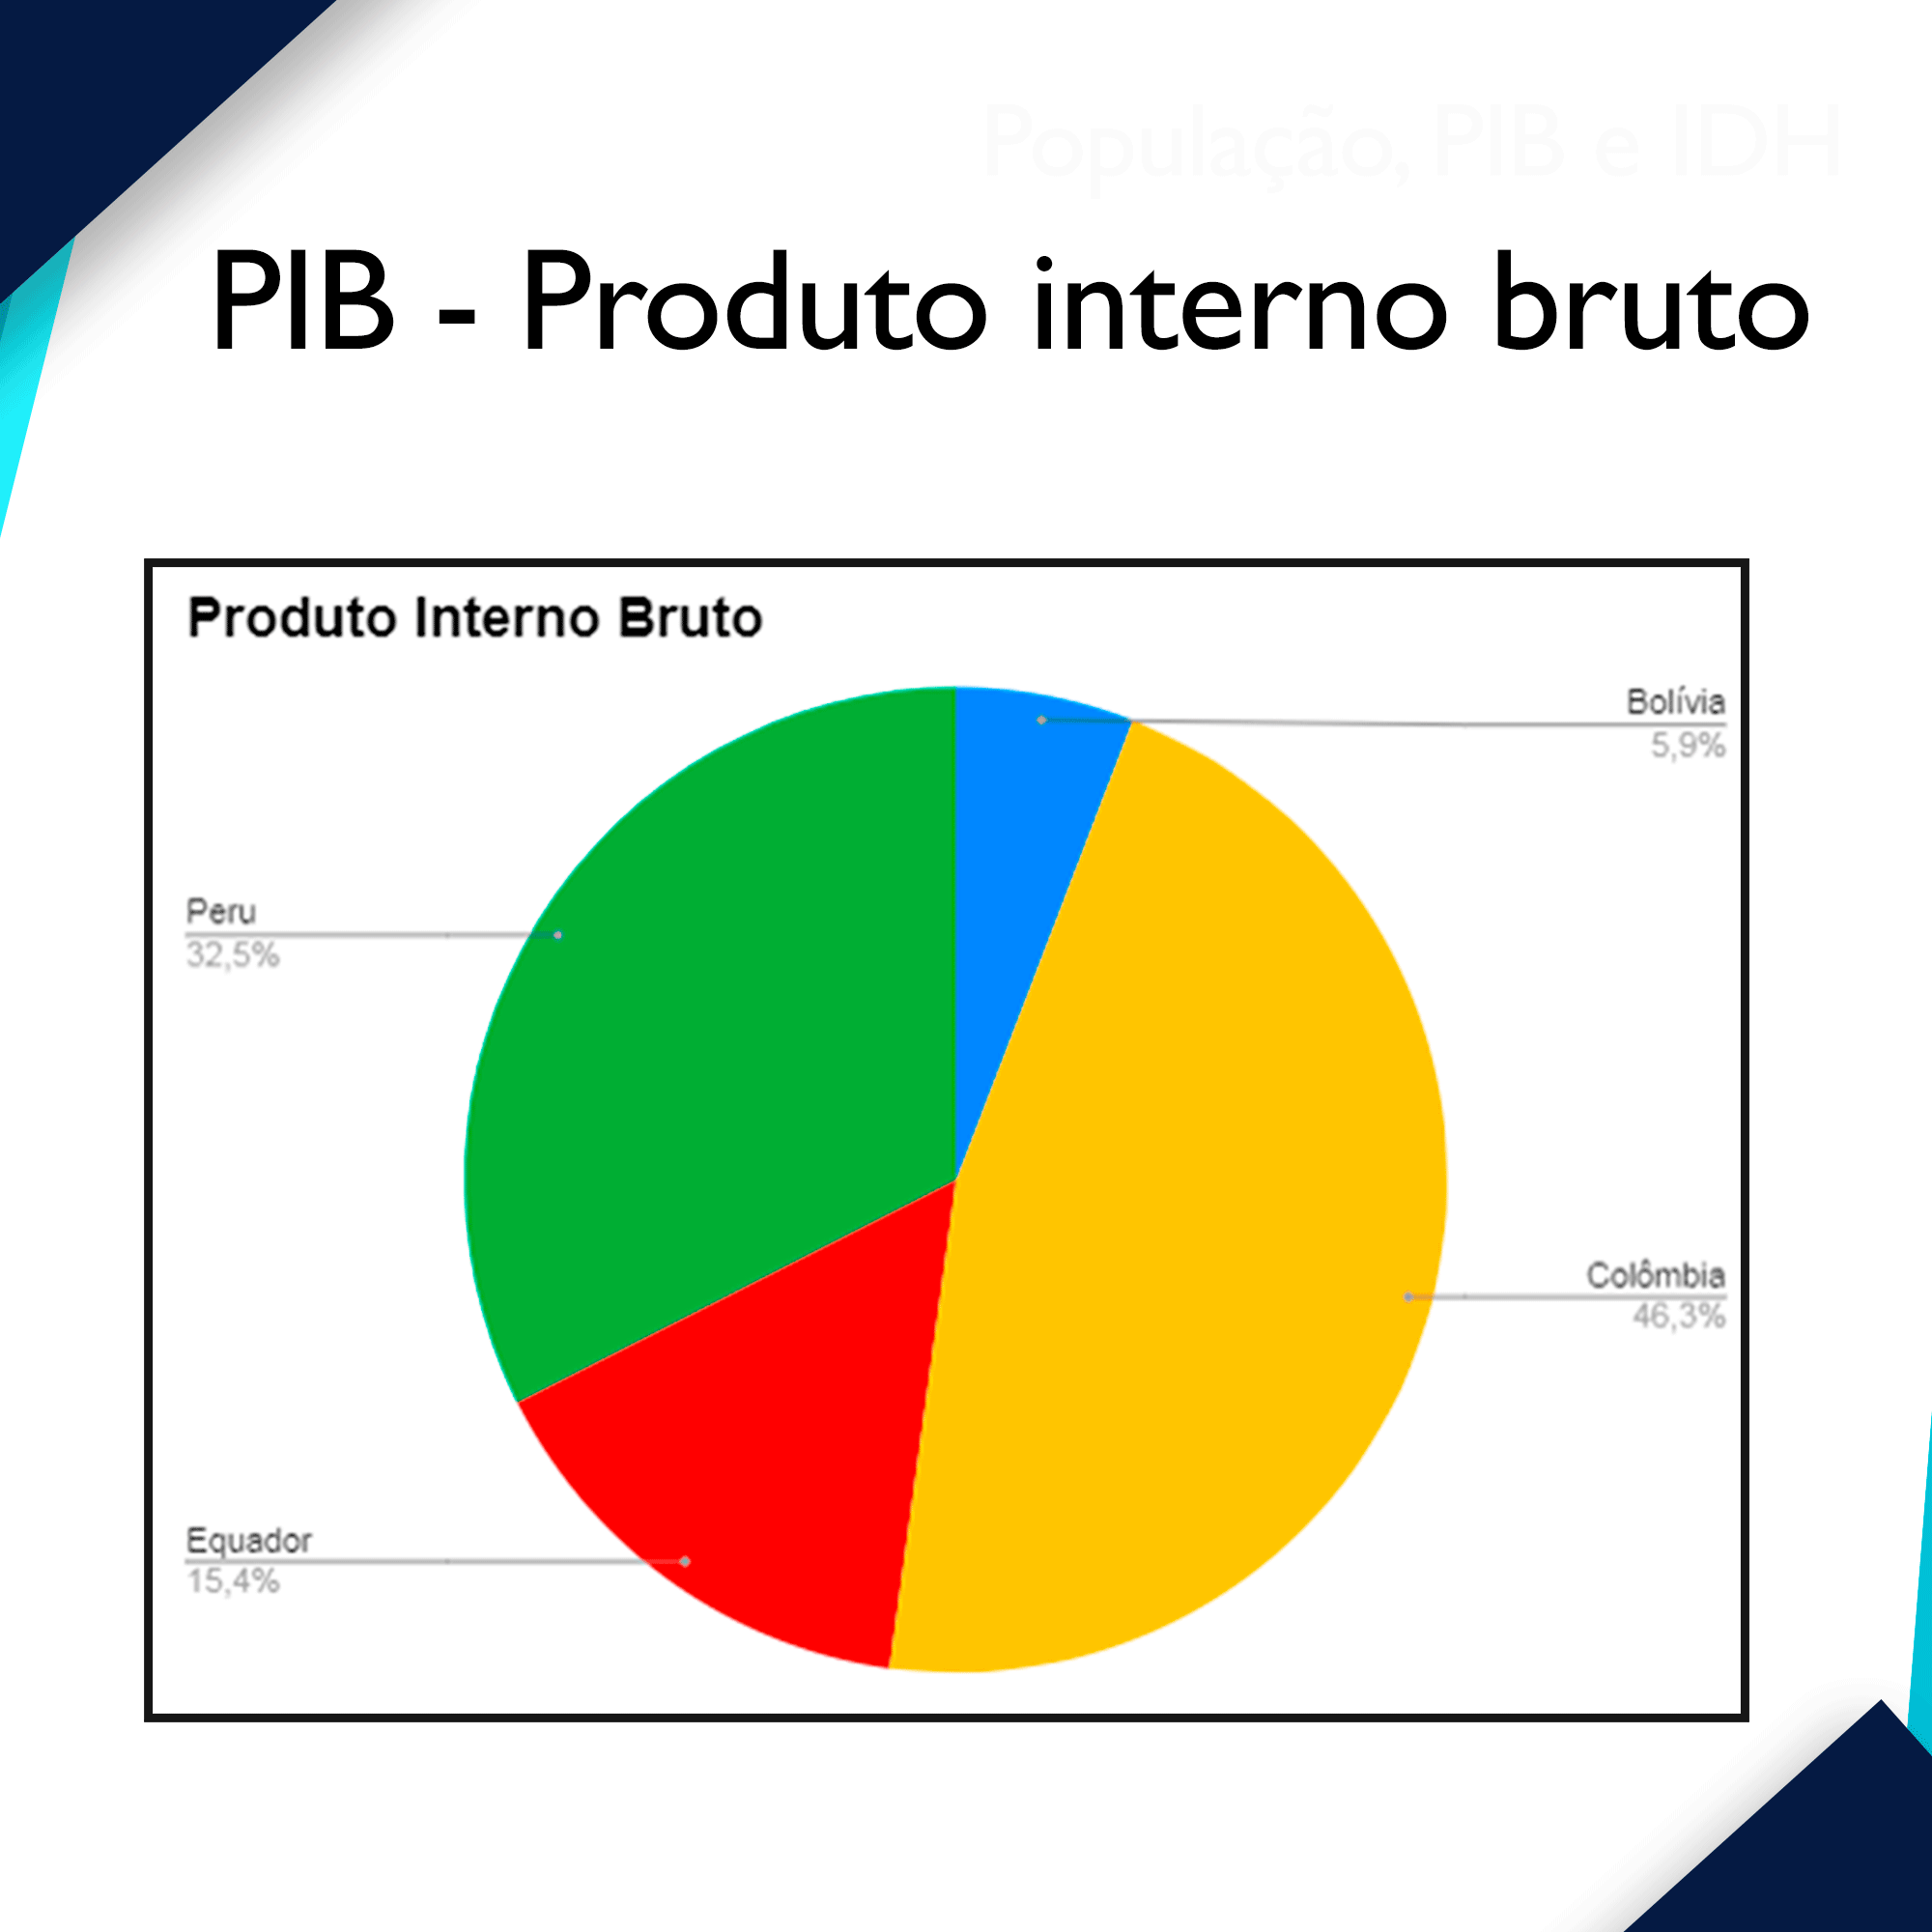 População, PIB e IDH
PIB - Produto interno bruto
Produto Interno Bruto
Bolívia
5,9%
Peru
32,5%
Colômbia
46,3%
Equador
15,4%